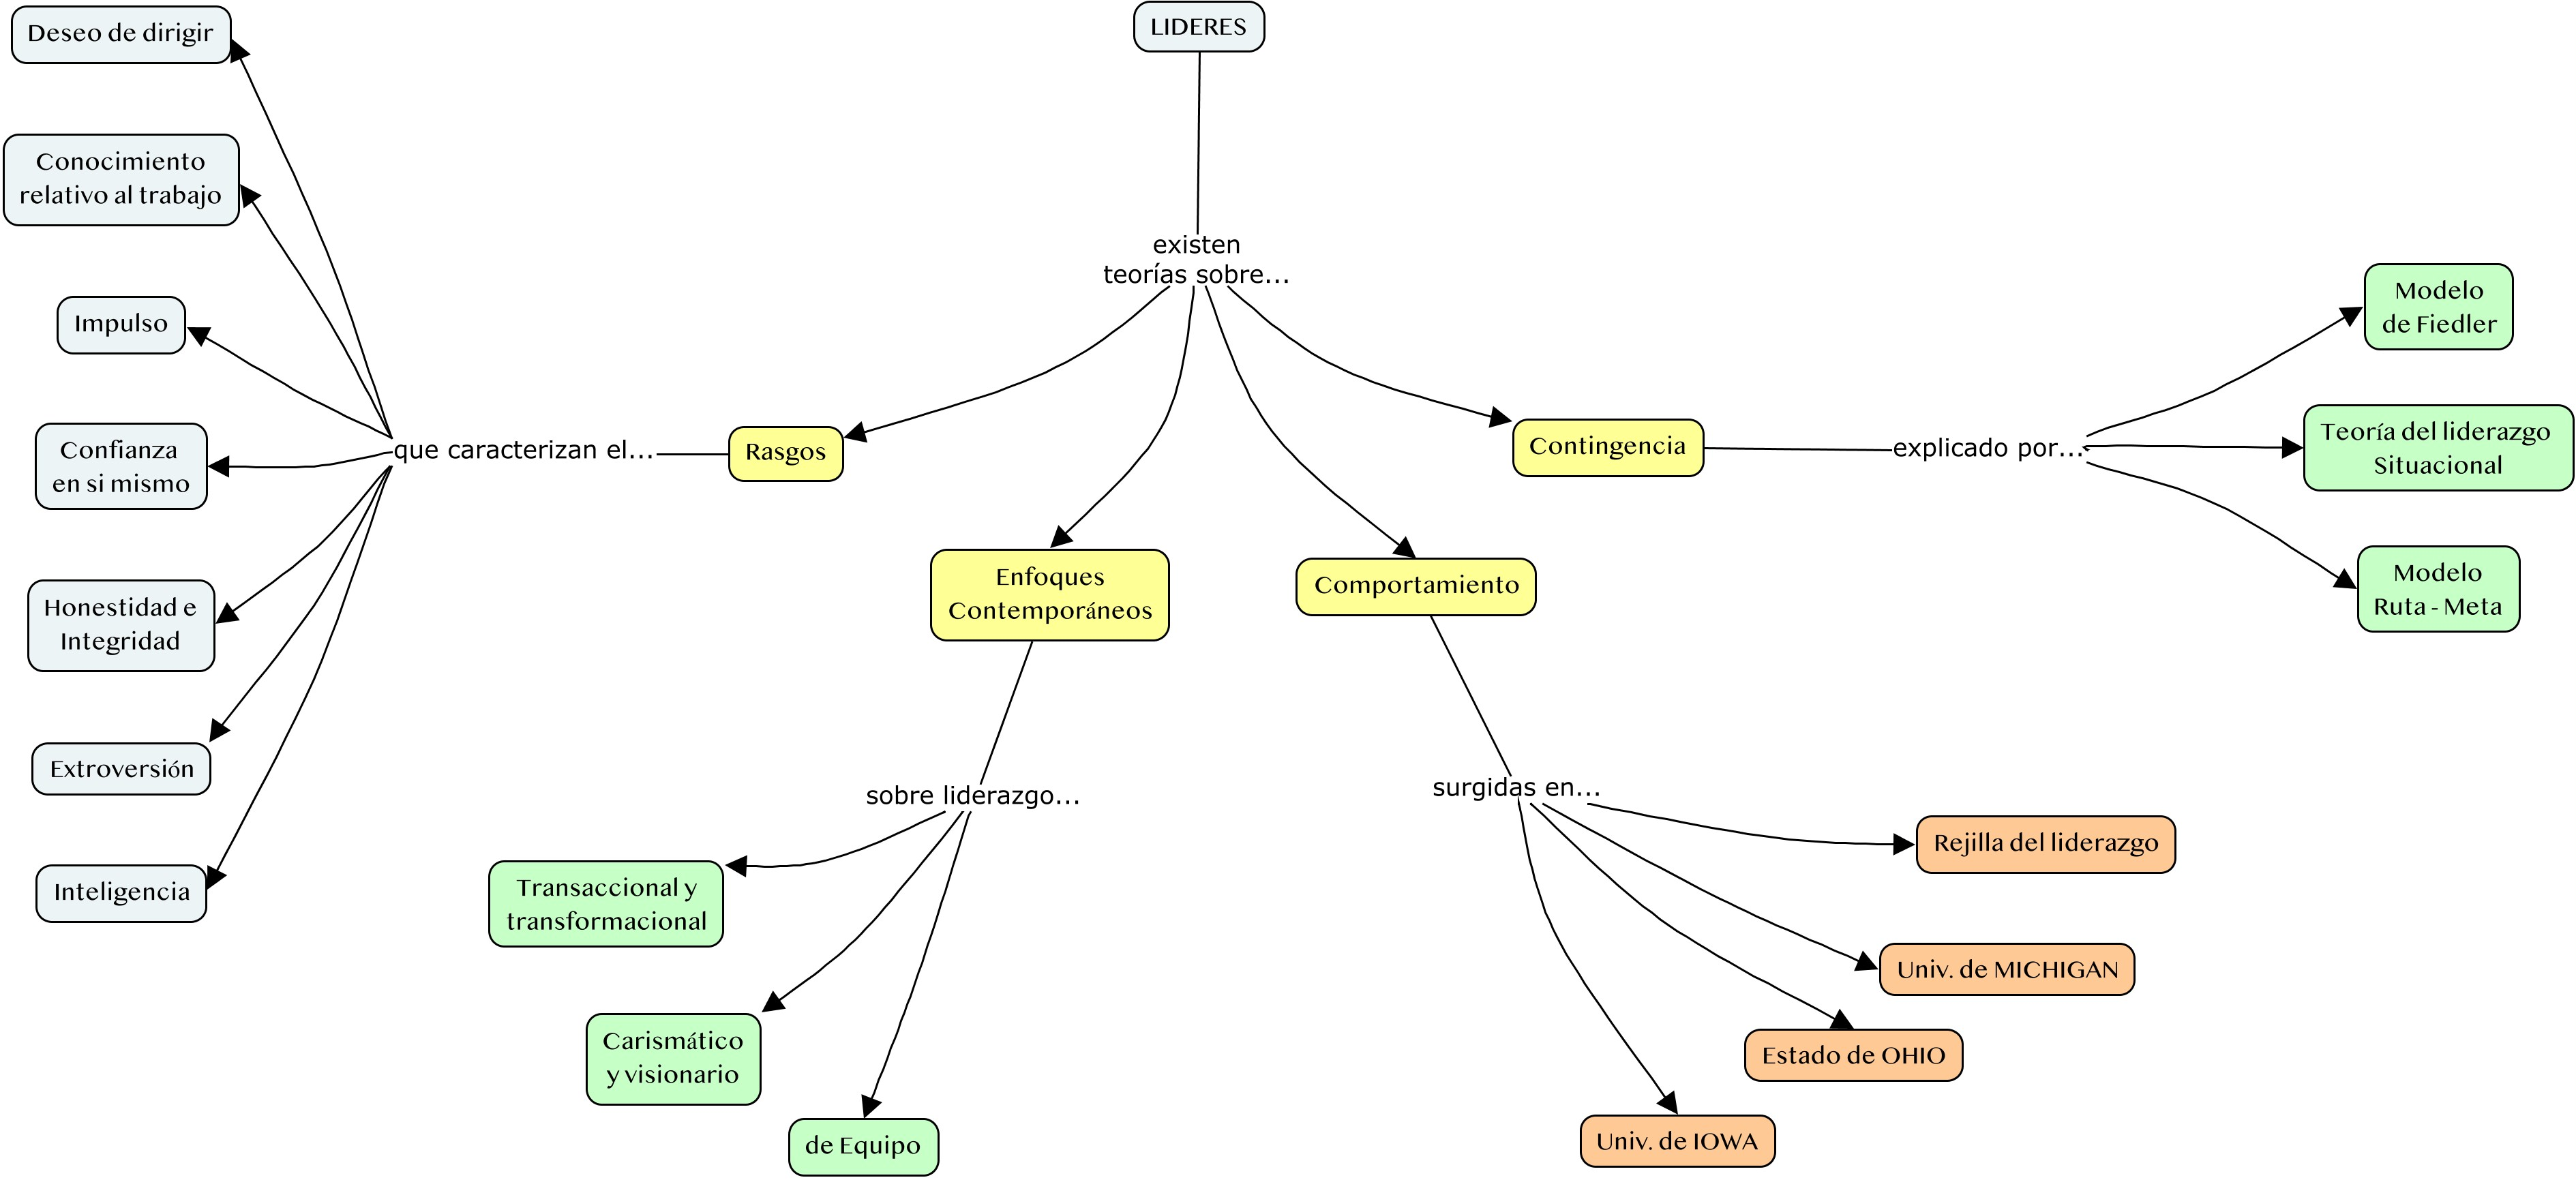 LIDERES
existen
teorías sobre...
Rasgos
que caracterizan el...
Deseo de dirigir
Conocimiento
relativo al trabajo
Impulso
Confianza
en si mismo
Honestidad e
Integridad
Extroversión
Inteligencia
Enfoques
Contemporáneos
sobre liderazgo...
Transaccional y
transformacional
Carismático
y visionario
de Equipo
Comportamiento
surgidas en...
Rejilla del liderazgo
Univ. de MICHIGAN
Estado de OHIO
Univ. de IOWA
Contingencia
explicado por...
Modelo
de Fiedler
Teoría del liderazgo
Situacional
Modelo
Ruta - Meta